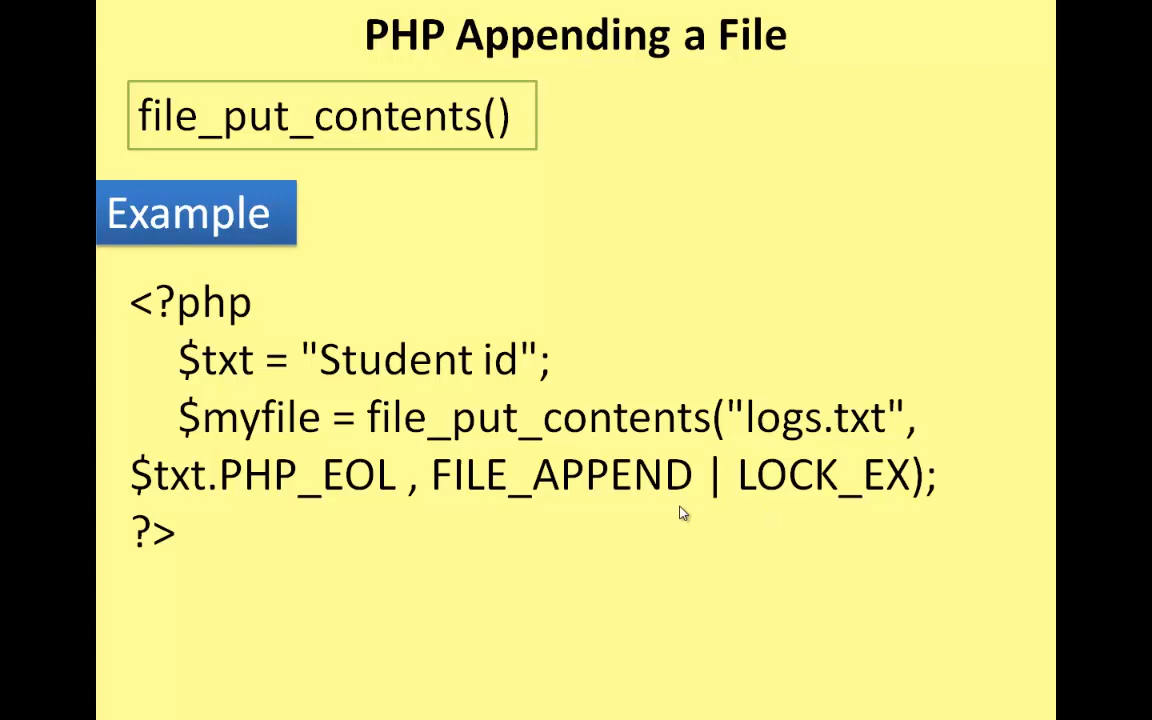 PHP Appending a File
file_put_contents()
Example
<?php
$txt = "Student id";
$myfile = file_put_contents("logs.txt",
$txt.PHP_EOL , FILE_APPEND | LOCK_EX);
?>